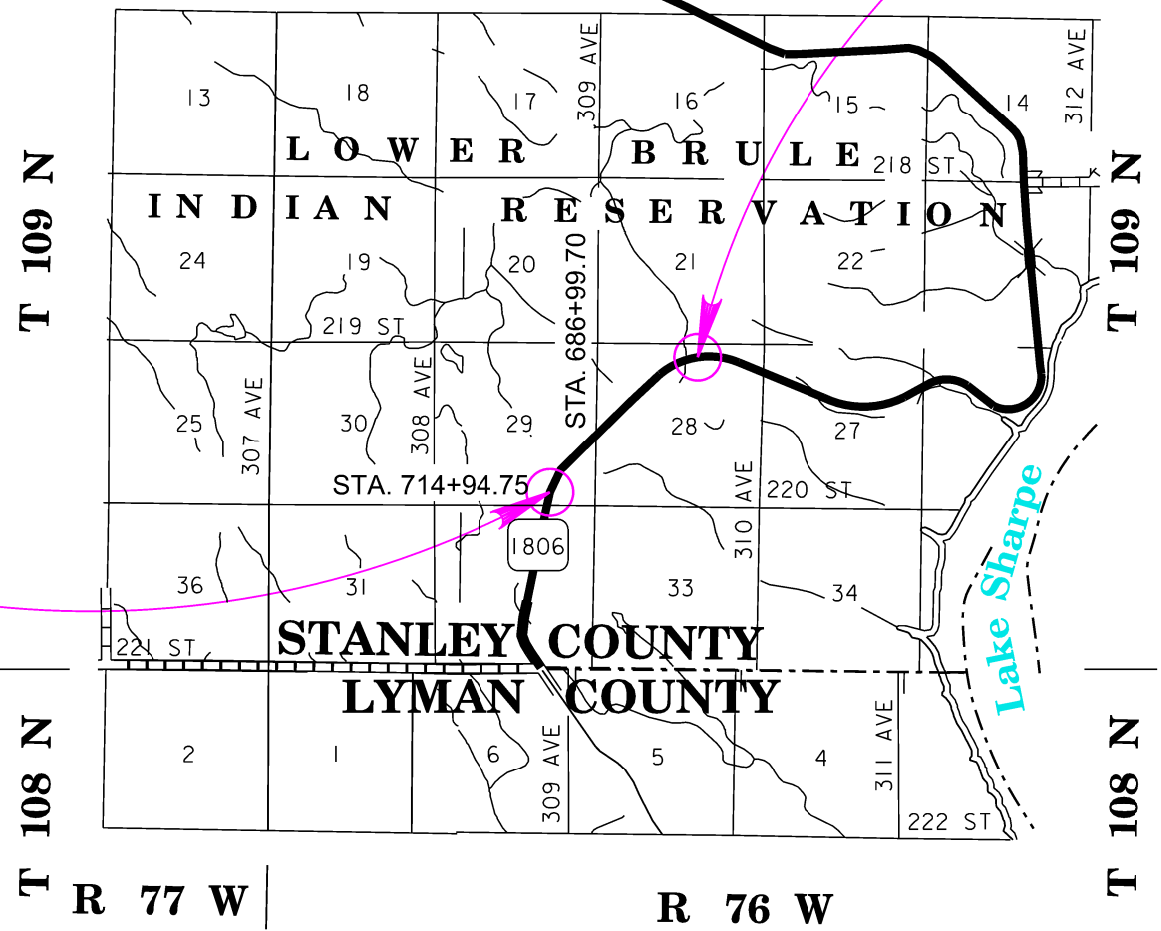 309 AVE
312 AVE
13
18
17
16
15
14
LOWER BRULE
218 ST
T 109 N
T 109 N
INDIAN RESERVATION
24
19
20
21
22
STA. 686+99.70
219 ST
307 AVE
308 AVE
25
30
29
28
27
STA. 714+94.75
310 AVE
220 ST
Lake Sharpe
1806
36
31
33
34
221 ST
STANLEY COUNTY
LYMAN COUNTY
T 108 N
T 108 N
2
1
6
309 AVE
5
4
311 AVE
222 ST
R 77 W
R 76 W